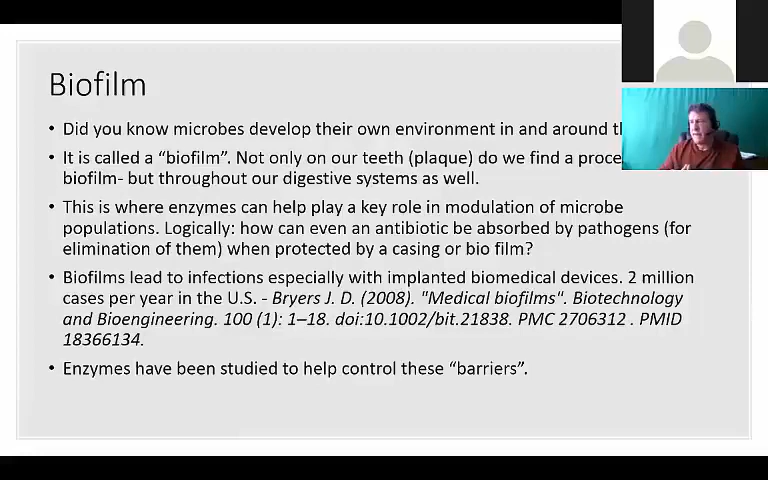 Biofilm
• Did you know microbes develop their own environment in and around
• It is called a “biofilm”. Not only on our teeth (plaque) do we find a
biofilm- but throughout our digestive systems as well.
• This is where enzymes can help play a key role in modulation of microbe
populations. Logically: how can even an antibiotic be absorbed by pathogens (for
elimination of them) when protected by a casing or bio film?
• Biofilms lead to infections especially with implanted biomedical devices. 2 million
cases per year in the U.S. - Bryers J. D. (2008). "Medical biofilms". Biotechnology
and Bioengineering. 100 (1): 1–18. doi:10.1002/bit.21838. PMC 2706312 . PMID
18366134.
• Enzymes have been studied to help control these “barriers”.